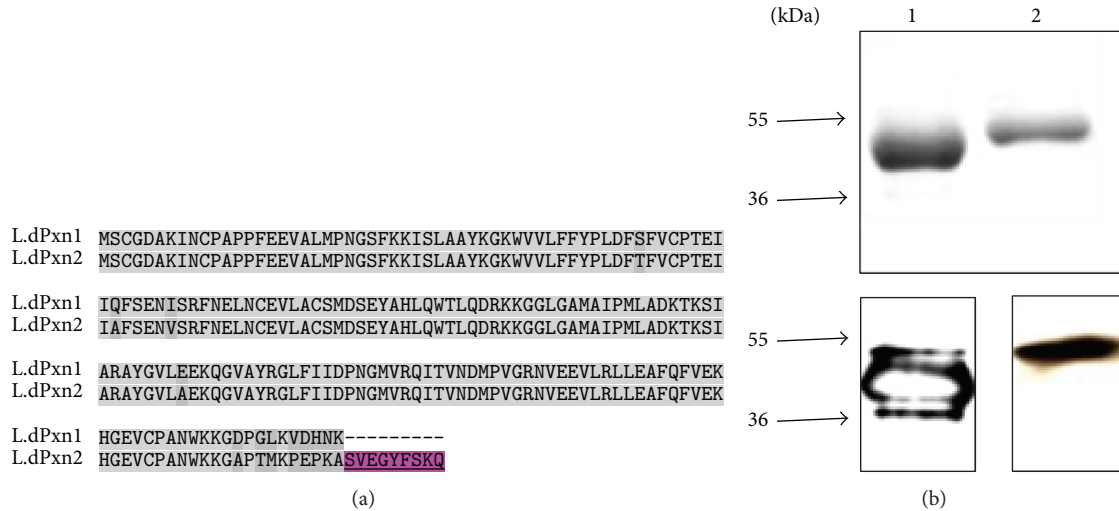 L.dPxn1 MSCGDAKINCPAPPFEEVALMPNGSFKKISLAAYKGKWVVLFFYPLDFSFVCPTEI
L.dPxn2 MSCGDAKINCPAPPFEEVALMPNGSFKKISLAAYKGKWVVLFFYPLDFTFVCPTEI
L.dPxn1 IQFSENISRFNELNCEVLACSMDSEYAHLQWTLQDRKKGGLGAMAIPMLADKTKSI
L.dPxn2 IAFSENVSRFNELNCEVLACSMDSEYAHLQWTLQDRKKGGLGAMAIPMLADKTKSI
L.dPxn1 ARAYGVLEEKQGVAYRGLFIIDPNGMVRQITVNDMPVGRNVEEVLRLLEAFQFVEK
L.dPxn2 ARAYGVLAEKQGVAYRGLFIIDPNGMVRQITVNDMPVGRNVEEVLRLLEAFQFVEK
L.dPxn1 HGEVCPANWKKGDPGLKVDHNK---------
L.dPxn2 HGEVCPANWKKGAPTMKPEPKASVEGYFSKQ
(a)
(kDa) 1 2
55
36
55
36
(b)